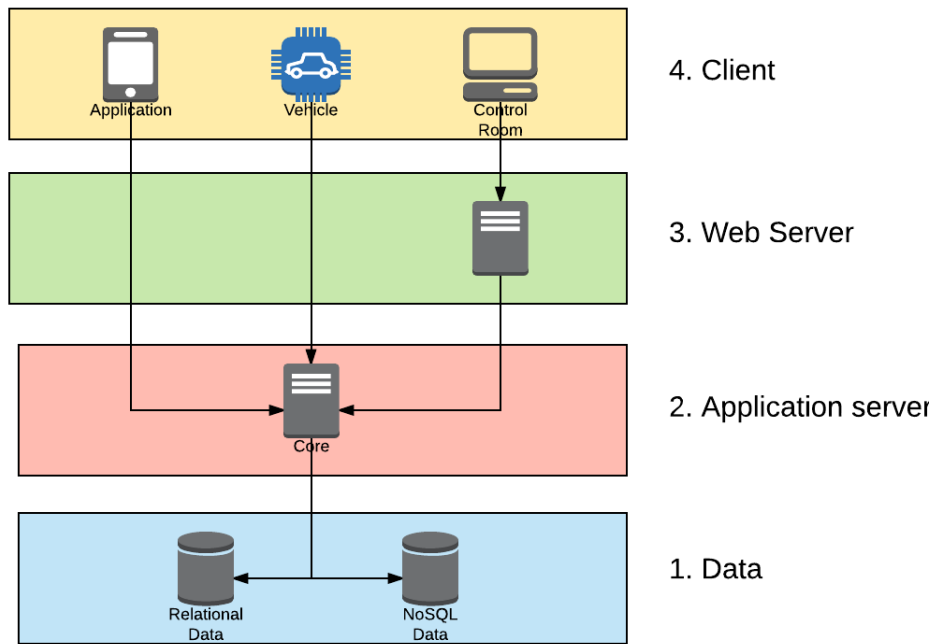 Application
Vehicle
Control
Room
4. Client
3. Web Server
Core
2. Application server
Relational
Data
NoSQL
Data
1. Data